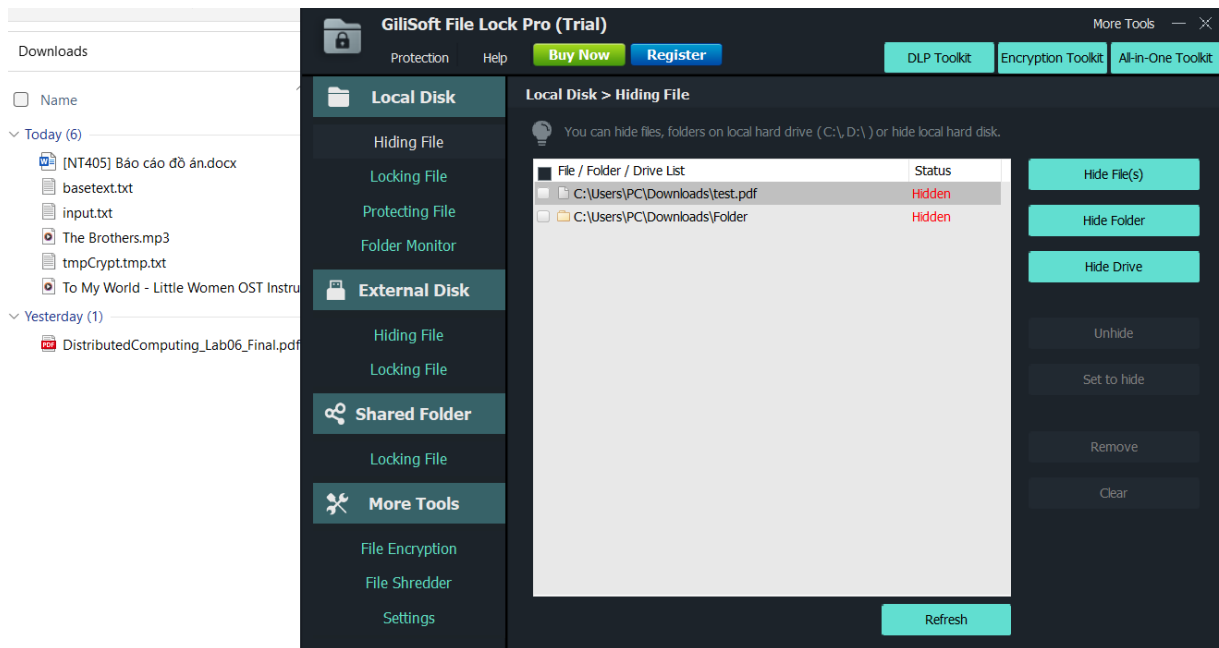 Downloads
Name
Today (6)
[NT405] Báo cáo đồ án.docx
basetext.txt
input.txt
The Brothers.mp3
tmpCrypt.tmp.txt
To My World - Little Women OST Instru
Yesterday (1)
PDF DistributedComputing_Lab06_Final.pdf
GiliSoft File Lock Pro (Trial)
More Tools
Protection Help Buy Now Register DLP Toolkit Encryption Toolkit All-in-One Toolkit
Local Disk
Hiding File
Locking File
Protecting File
Folder Monitor
External Disk
Hiding File
Locking File
Shared Folder
Locking File
More Tools
File Encryption
File Shredder
Settings
Local Disk > Hiding File
You can hide files, folders on local hard drive (C:\, D:\ ) or hide local hard disk.
File / Folder / Drive List Status
C:\Users\PC\Downloads\test.pdf Hidden
C:\Users\PC\Downloads\Folder Hidden
Hide File(s)
Hide Folder
Hide Drive
Unhide
Set to hide
Remove
Clear
Refresh